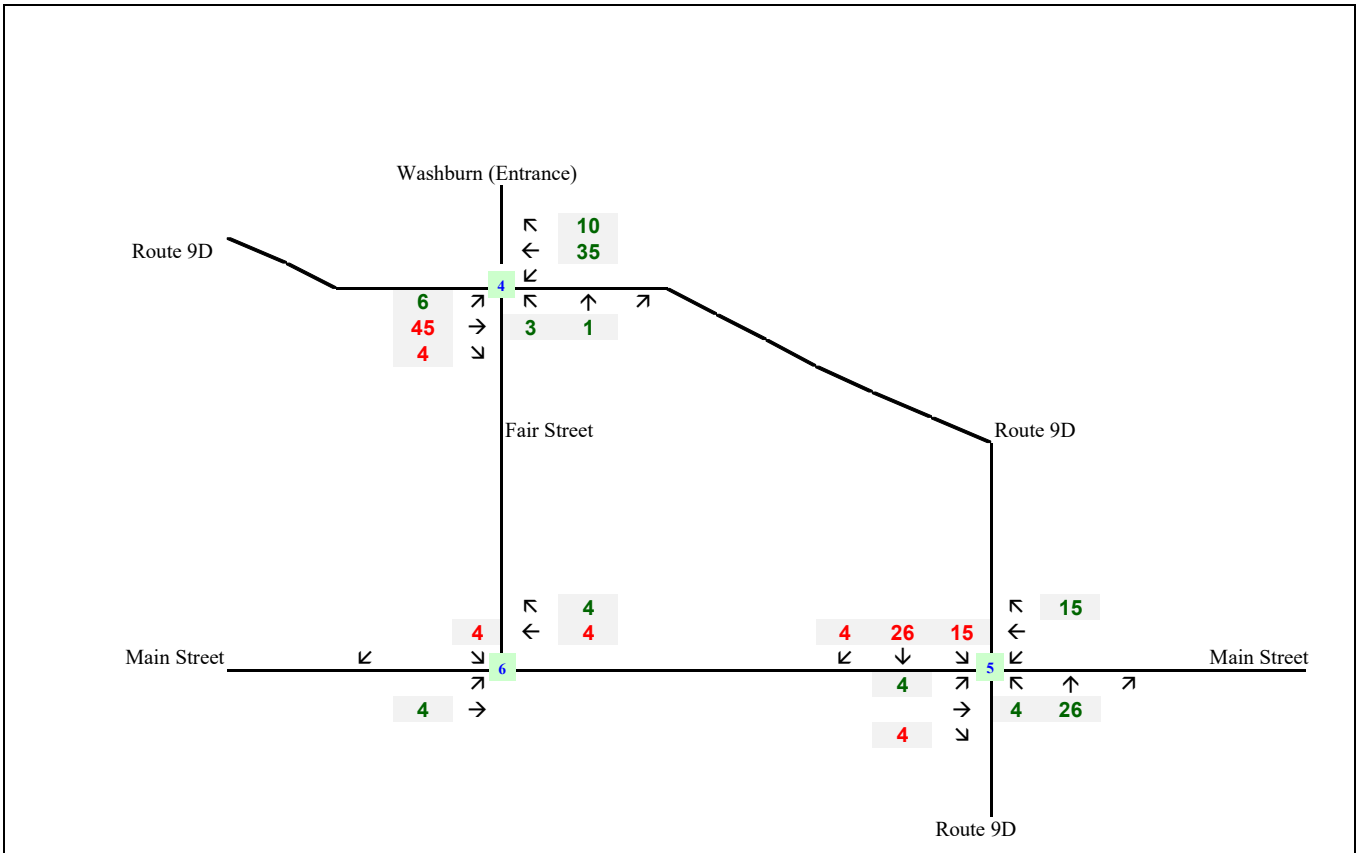 Washburn (Entrance)
↖ 10
Route 9D ← 35
↙
4
6 ↗ ↖ ↑ ↗
45 → 3 1
4 ↘
Fair Street Route 9D
↖ 4 ↖ 15
4 ← 4 4 26 15 ←
Main Street ↙ ↘ 6 ↙ ↓ ↘ 5 ↙ Main Street
↗ 4 ↗ ↖ ↑ ↗
4 → → 4 26
4 ↘
Route 9D